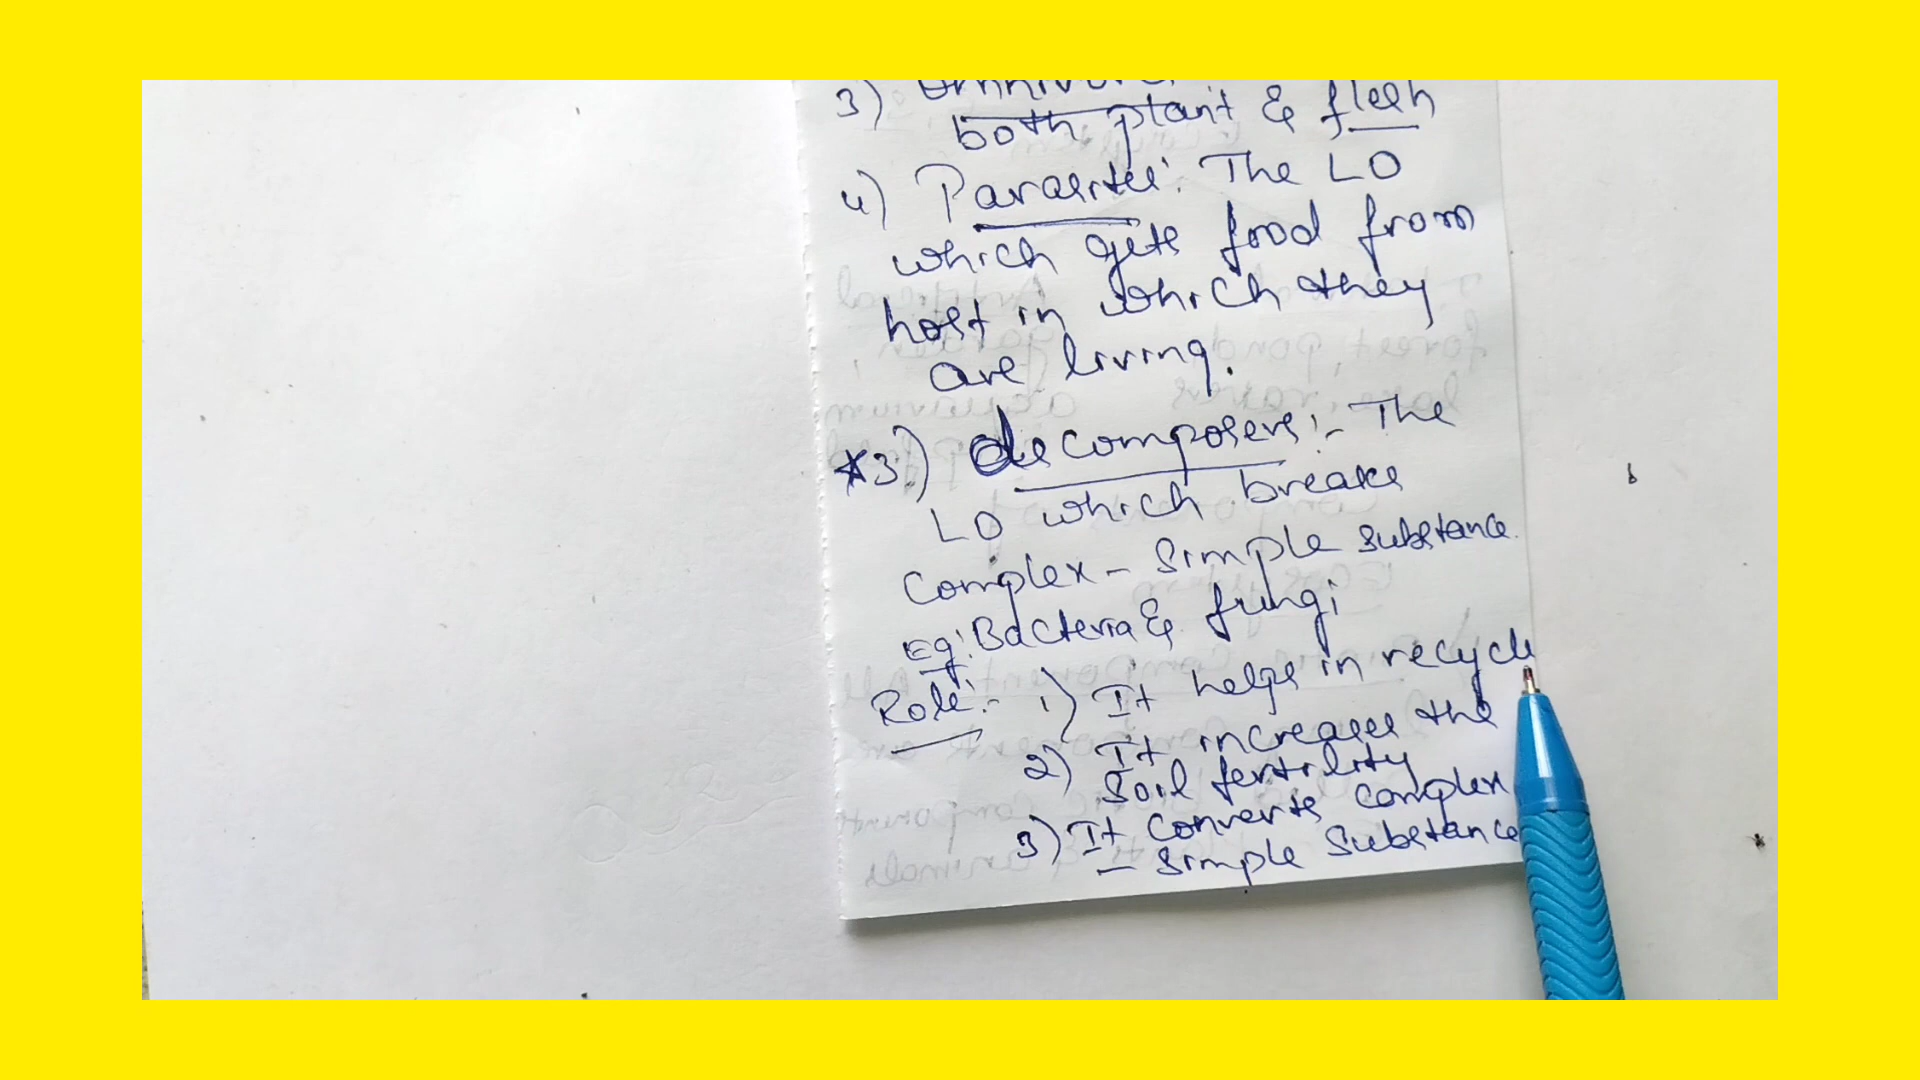 3) Omnivore
both plant & flesh
4) Parasites: The LO
which gets food from
host in which they
are living.
*3) decomposers:- The
LO which breaks
Complex - Simple substance.
Eg: Bacteria & fungi
Role:- 1) It helps in recycle
2) It increases the
Soil fertility
3) It converts complex
- Simple Substance